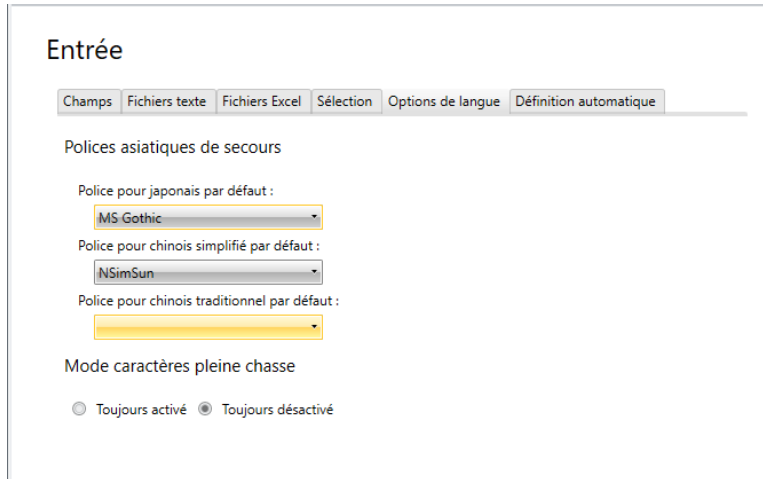 Entrée
Champs Fichiers texte Fichiers Excel Sélection Options de langue Définition automatique
Polices asiatiques de secours
Police pour japonais par défaut :
MS Gothic
Police pour chinois simplifié par défaut :
NSimSun
Police pour chinois traditionnel par défaut :
Mode caractères pleine chasse
Toujours activé Toujours désactivé